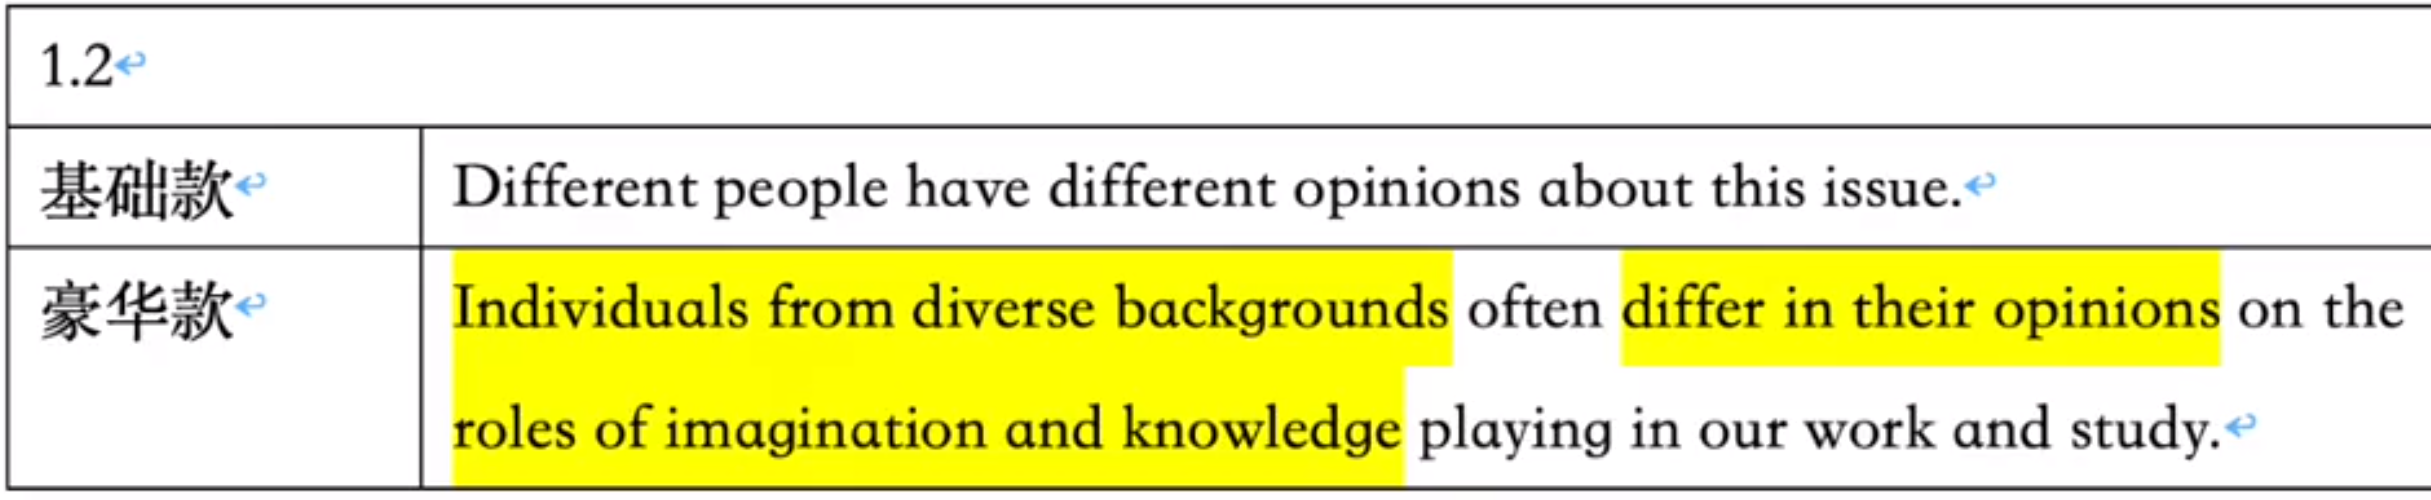 1.2
基础款
Different people have different opinions about this issue.
豪华款
Individuals from diverse backgrounds often differ in their opinions on the
roles of imagination and knowledge playing in our work and study.